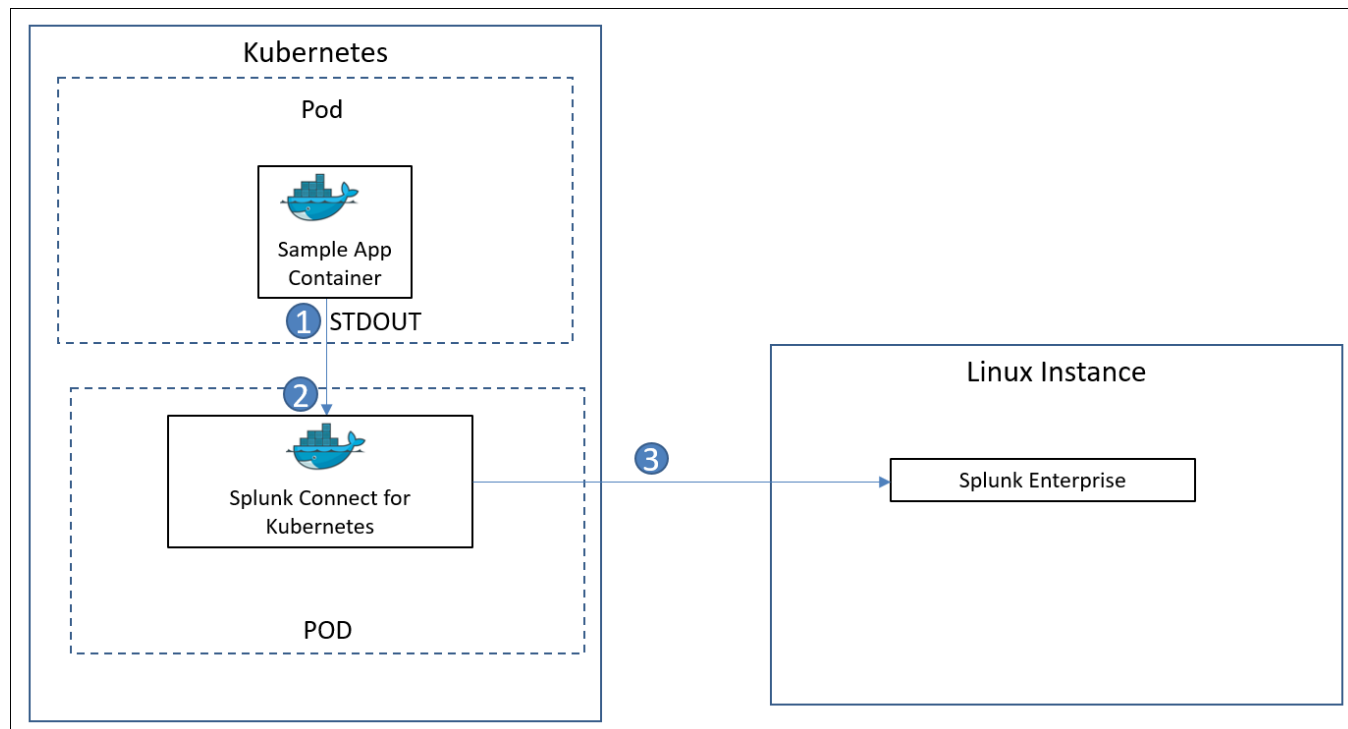 Kubernetes
Pod
Sample App
Container
1 STDOUT
2
Splunk Connect for
Kubernetes
POD
3
Linux Instance
Splunk Enterprise